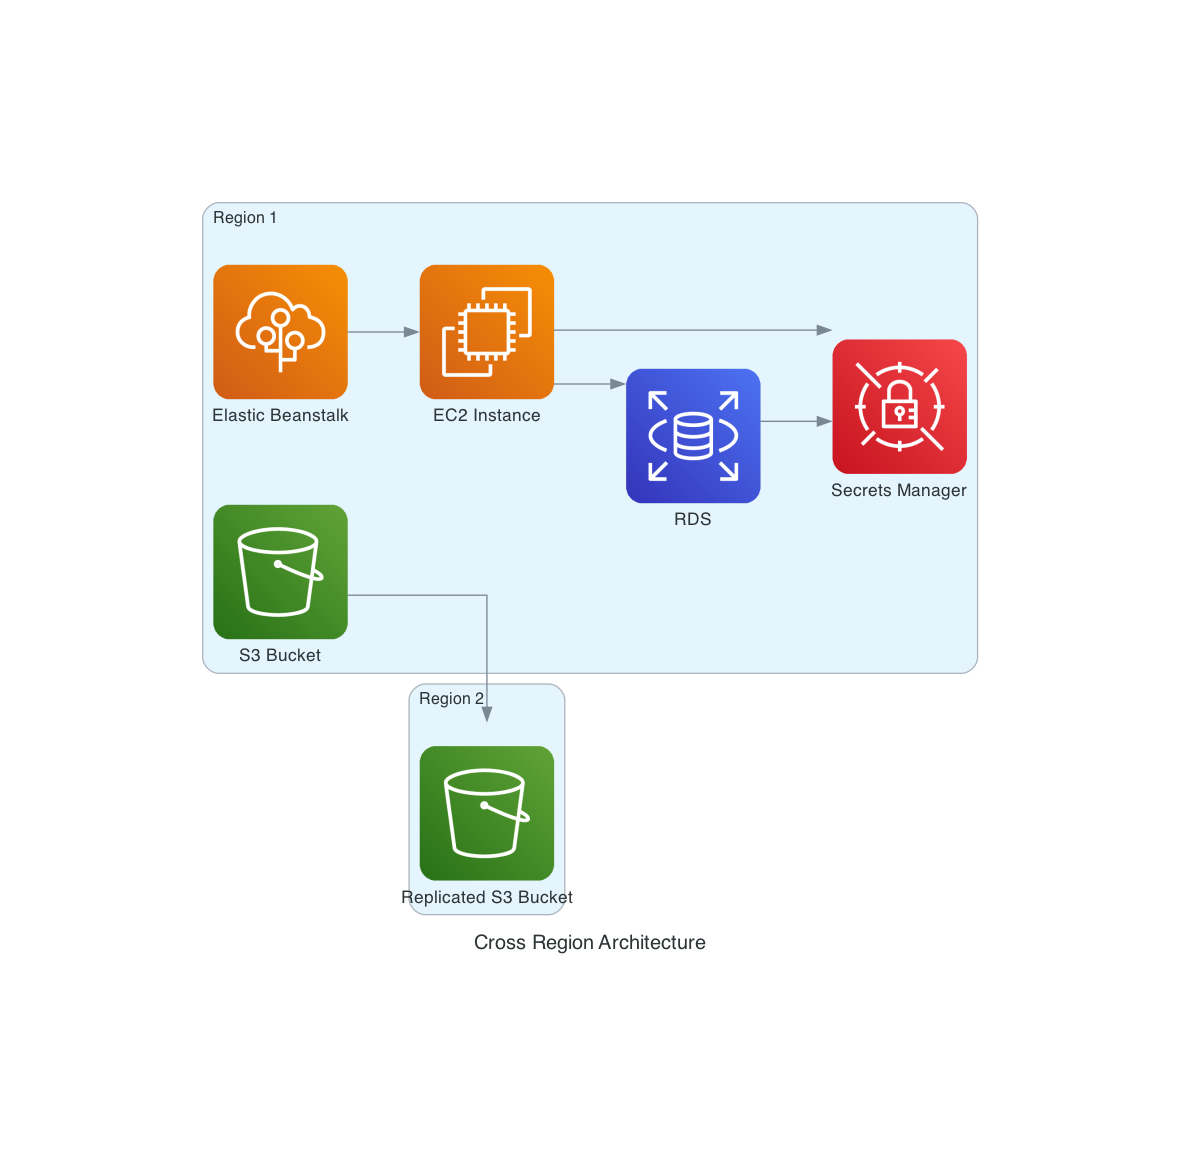 Region 1
Elastic Beanstalk
EC2 Instance
Secrets Manager
RDS
S3 Bucket
Region 2
Replicated S3 Bucket
Cross Region Architecture